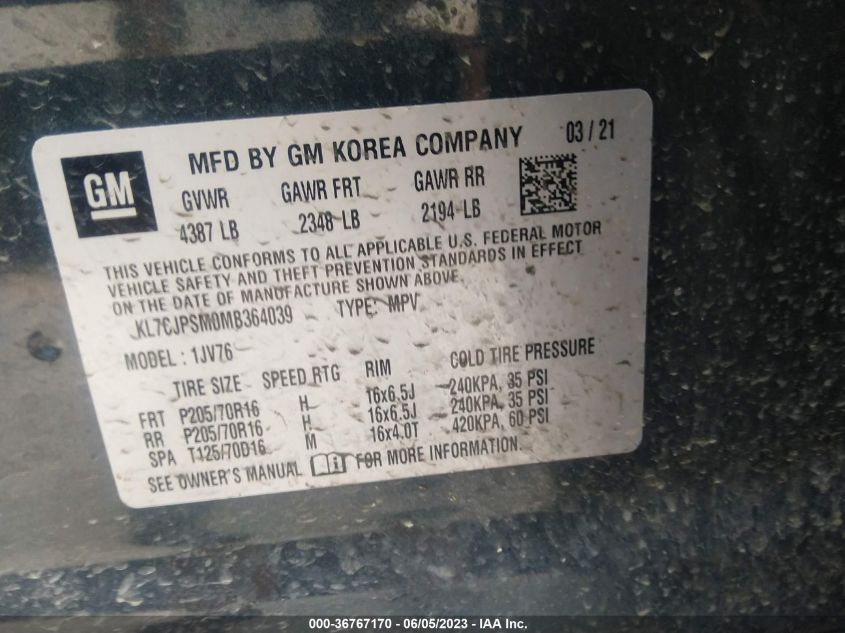 GM
MFD BY GM KOREA COMPANY 03 / 21
GVWR GAWR FRT GAWR RR
4387 LB 2348 LB 2194 LB
THIS VEHICLE CONFORMS TO ALL APPLICABLE U.S. FEDERAL MOTOR
VEHICLE SAFETY AND THEFT PREVENTION STANDARDS IN EFFECT
ON THE DATE OF MANUFACTURE SHOWN ABOVE.
KL7CJPSM0MB364039 TYPE: MPV
MODEL : 1JV76
TIRE SIZE SPEED RTG RIM COLD TIRE PRESSURE
FRT P205/70R16 H 16x6.5J 240KPA, 35 PSI
RR P205/70R16 H 16x6.5J 240KPA, 35 PSI
SPA T125/70D16 M 16x4.0T 420KPA, 60 PSI
SEE OWNER'S MANUAL FOR MORE INFORMATION.
000-36767170 - 06/05/2023 - IAA Inc.